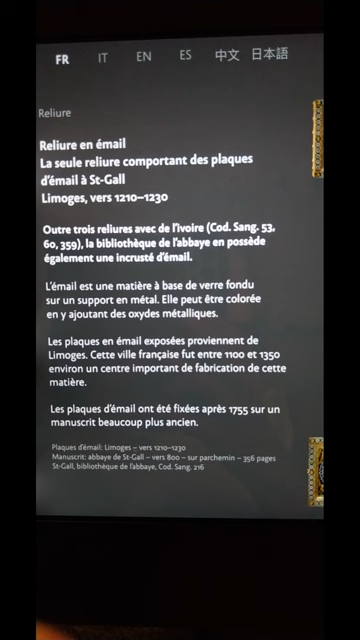 FR IT EN ES 中文 日本語
Reliure
Reliure en émail
La seule reliure comportant des plaques
d'émail à St-Gall
Limoges, vers 1210–1230
Outre trois reliures avec de l'ivoire (Cod. Sang. 53,
60, 359), la bibliothèque de l'abbaye en possède
également une incrusté d'émail.
L'émail est une matière à base de verre fondu
sur un support en métal. Elle peut être colorée
en y ajoutant des oxydes métalliques.
Les plaques en émail exposées proviennent de
Limoges. Cette ville française fut entre 1100 et 1350
environ un centre important de fabrication de cette
matière.
Les plaques d'émail ont été fixées après 1755 sur un
manuscrit beaucoup plus ancien.
Plaques d'émail: Limoges – vers 1210–1230
Manuscrit: abbaye de St-Gall – vers 800 – sur parchemin – 356 pages
St-Gall, bibliothèque de l'abbaye, Cod. Sang. 216